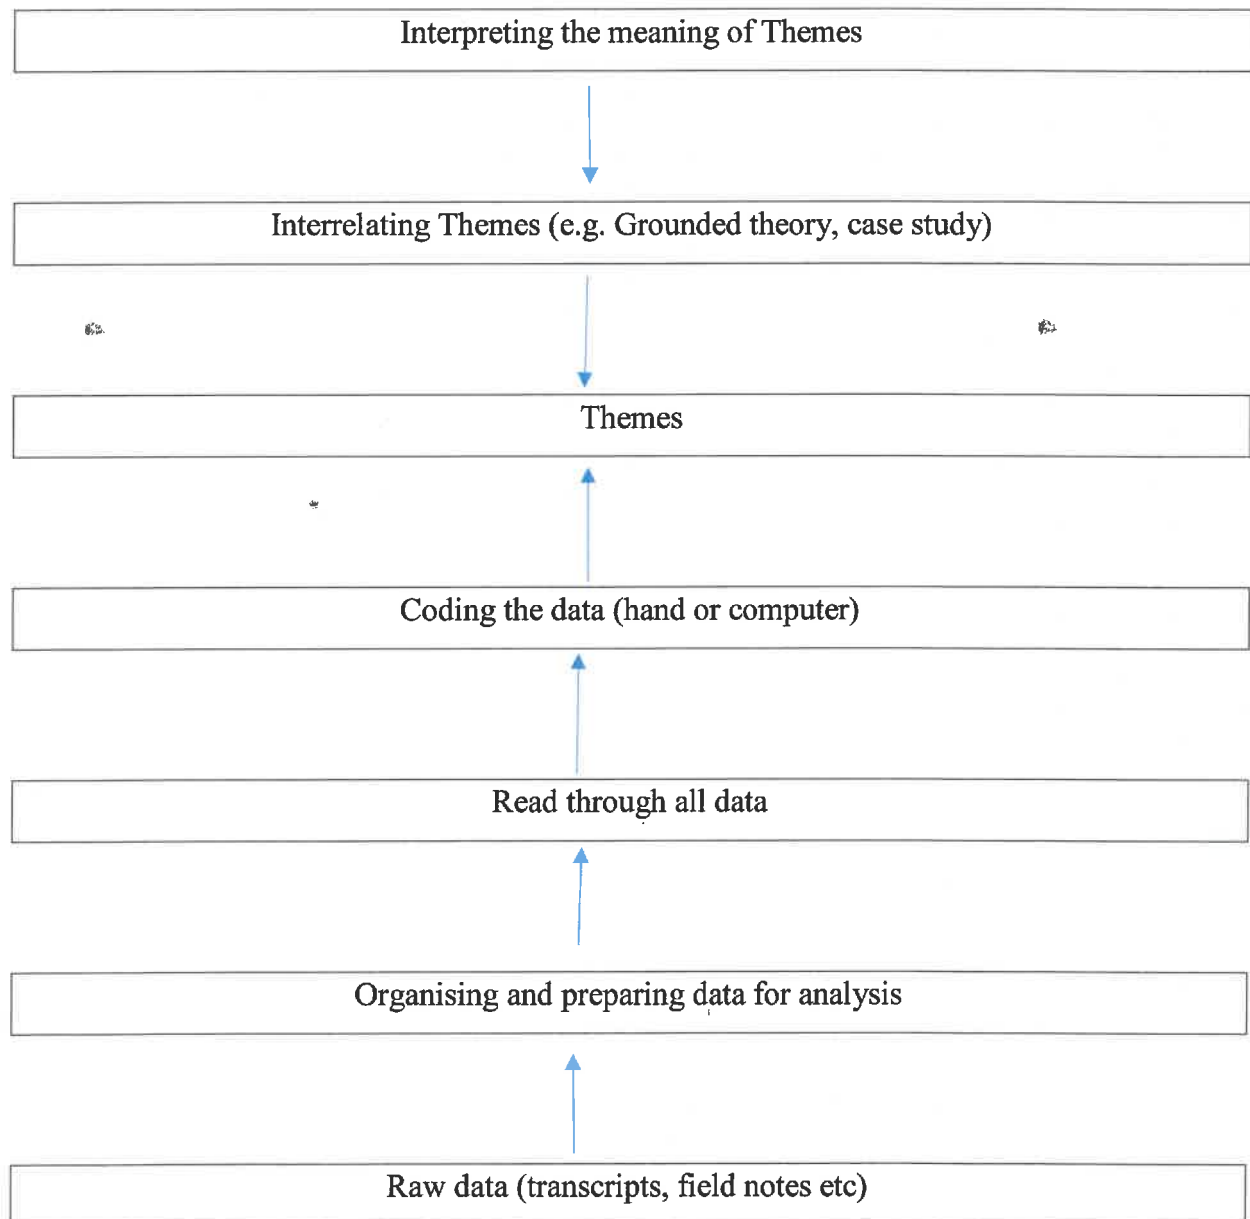 Interpreting the meaning of Themes
Interrelating Themes (e.g. Grounded theory, case study)
Themes
Coding the data (hand or computer)
Read through all data
Organising and preparing data for analysis
Raw data (transcripts, field notes etc)